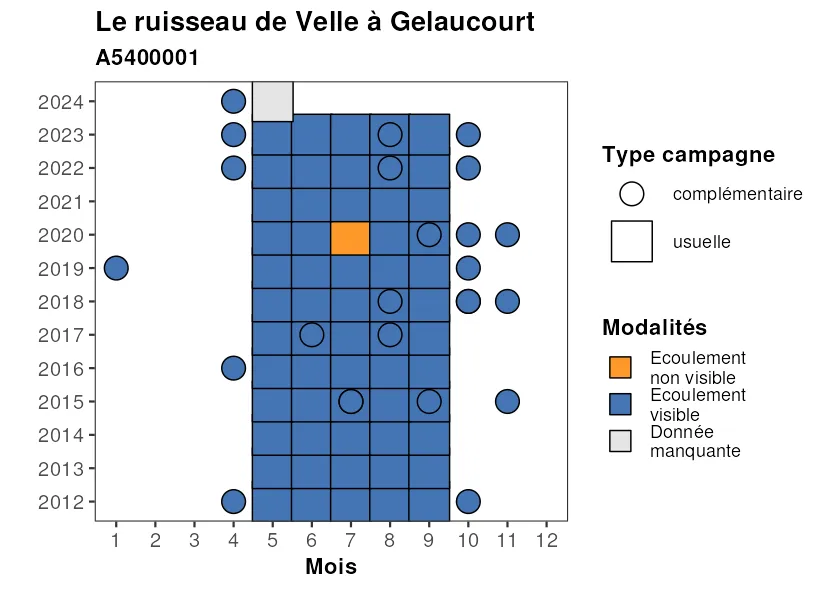 Le ruisseau de Velle à Gelaucourt
A5400001
2024
2023
2022
2021
2020
2019
2018
2017
2016
2015
2014
2013
2012
1 2 3 4 5 6 7 8 9 10 11 12
Mois
Type campagne
complémentaire
usuelle
Modalités
Ecoulement
non visible
Ecoulement
visible
Donnée
manquante